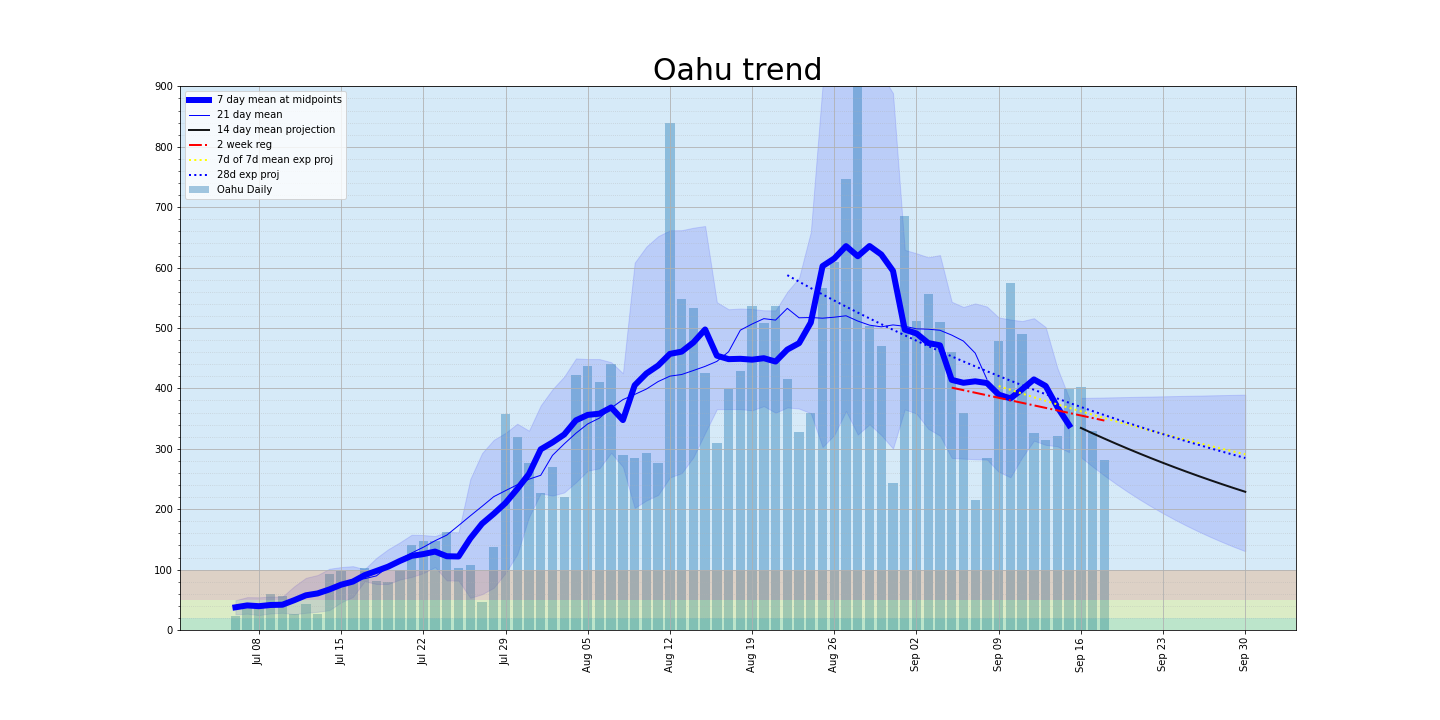 Oahu trend
900
800
700
600
500
400
300
200
100
0
7 day mean at midpoints
21 day mean
14 day mean projection
2 week reg
7d of 7d mean exp proj
28d exp proj
Oahu Daily
Jul 08
Jul 15
Jul 22
Jul 29
Aug 05
Aug 12
Aug 19
Aug 26
Sep 02
Sep 09
Sep 16
Sep 23
Sep 30